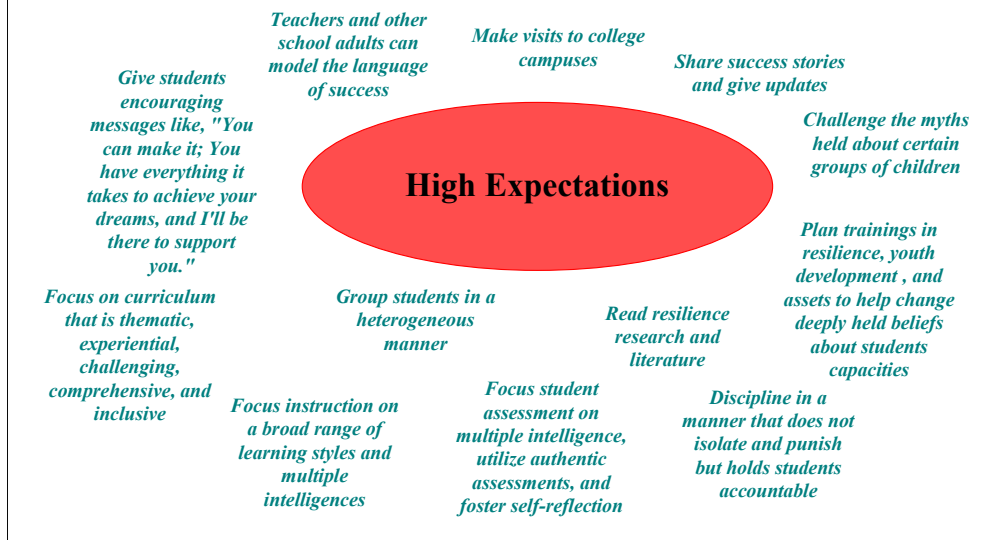 Teachers and other
school adults can
model the language
of success
Make visits to college
campuses
Share success stories
and give updates
Give students
encouraging
messages like, "You
can make it; You
have everything it
takes to achieve your
dreams, and I'll be
there to support
you."
Challenge the myths
held about certain
groups of children
High Expectations
Plan trainings in
resilience, youth
development , and
assets to help change
deeply held beliefs
about students
capacities
Focus on curriculum
that is thematic,
experiential,
challenging,
comprehensive, and
inclusive
Group students in a
heterogeneous
manner
Read resilience
research and
literature
Focus instruction on
a broad range of
learning styles and
multiple
intelligences
Focus student
assessment on
multiple intelligence,
utilize authentic
assessments, and
foster self-reflection
Discipline in a
manner that does not
isolate and punish
but holds students
accountable